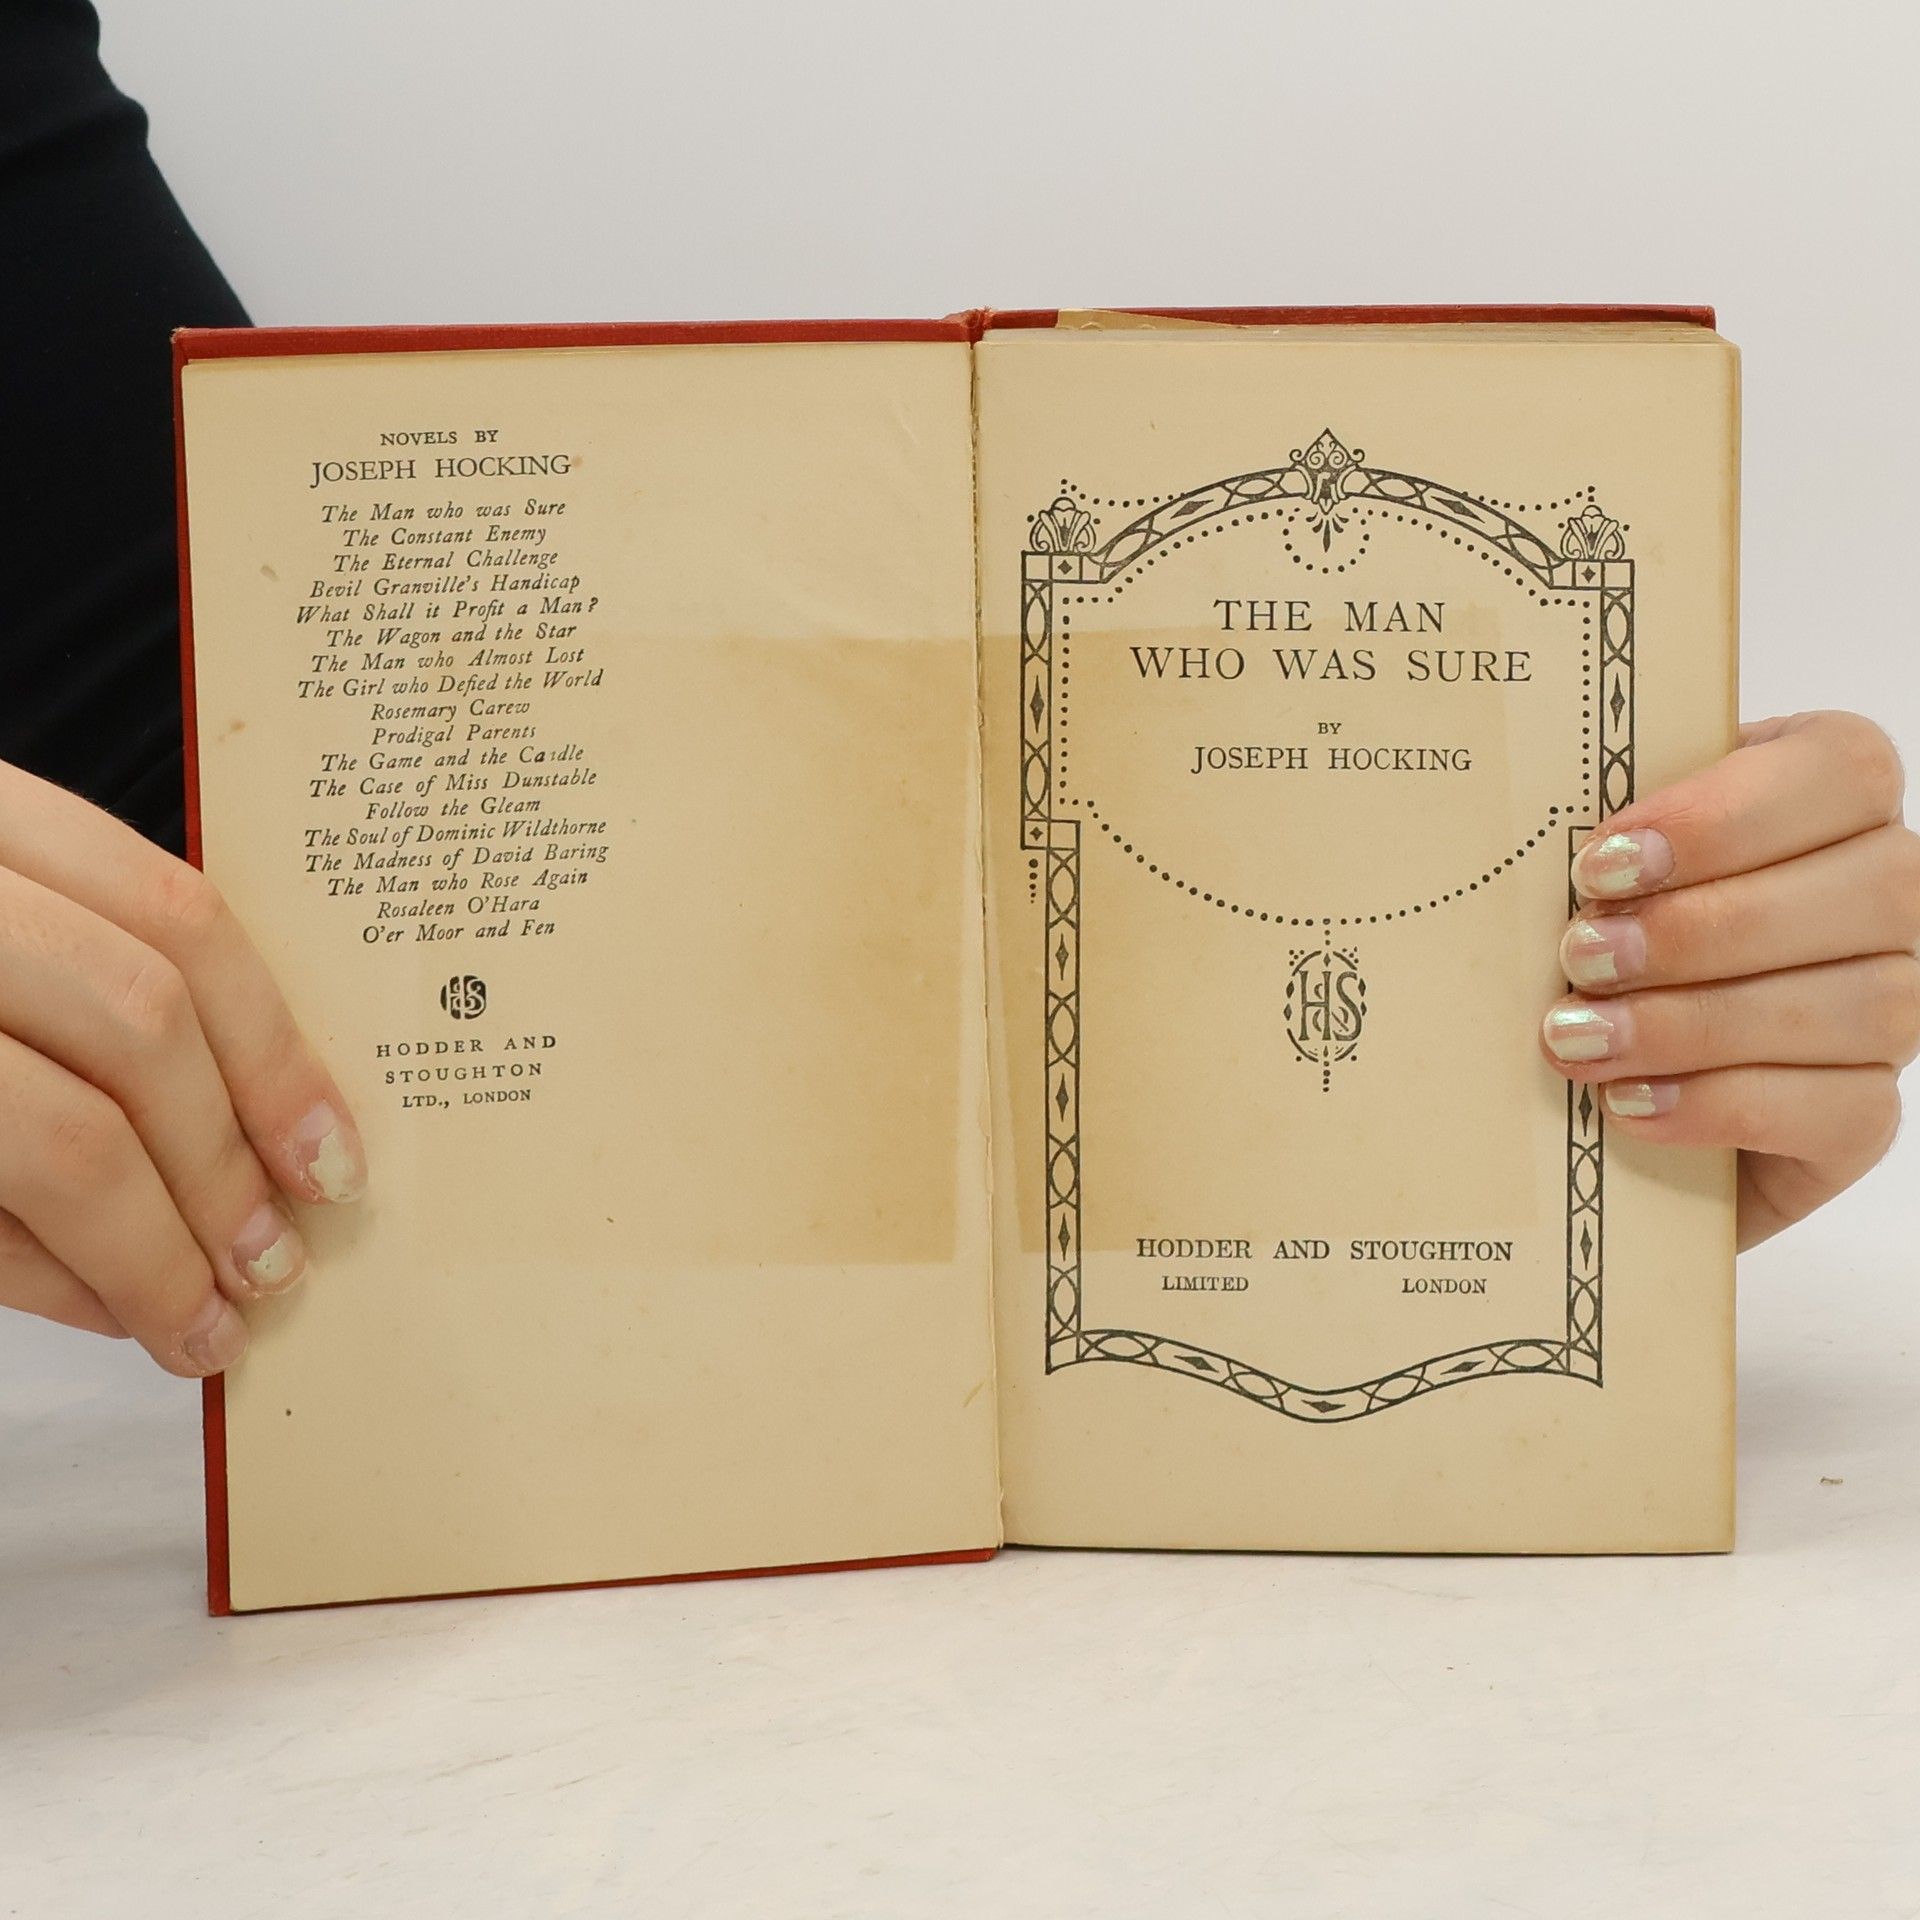 NOVELS BY
JOSEPH HOCKING
The Man who was Sure
The Constant Enemy
The Eternal Challenge
Bevil Granville's Handicap
What Shall it Profit a Man?
The Wagon and the Star
The Man who Almost Lost
The Girl who Defied the World
Rosemary Carew
Prodigal Parents
The Game and the Candle
The Case of Miss Dunstable
Follow the Gleam
The Soul of Dominic Wildthorne
The Madness of David Baring
The Man who Rose Again
Rosaleen O'Hara
O'er Moor and Fen
H&S
HODDER AND
STOUGHTON
LTD., LONDON
THE MAN
WHO WAS SURE
BY
JOSEPH HOCKING
H&S
HODDER AND STOUGHTON
LIMITED LONDON